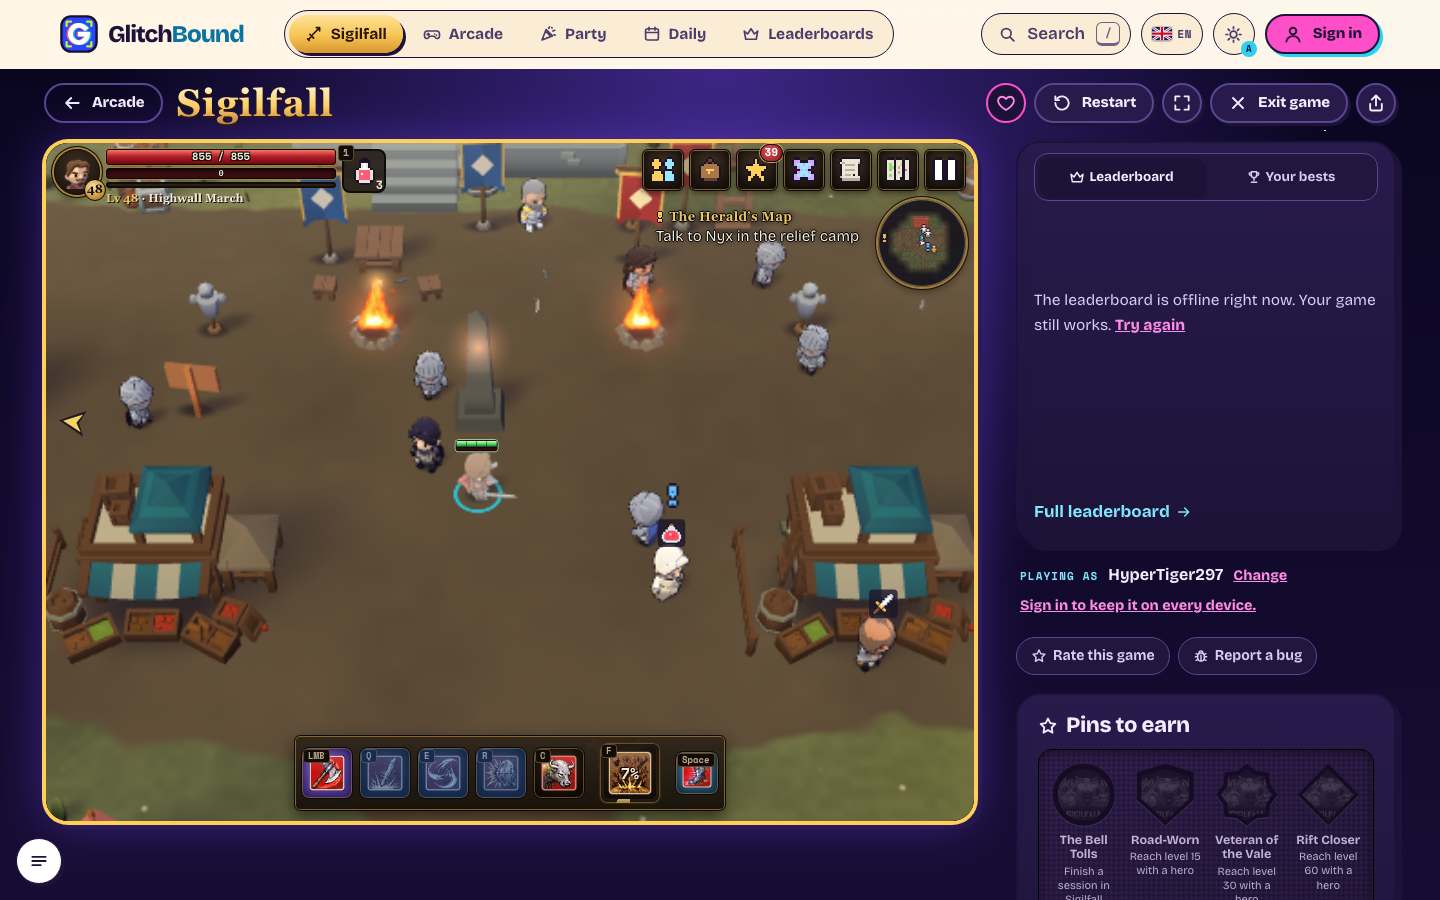 GlitchBound
Sigilfall
Arcade
Party
Daily
Leaderboards
Search /
EN
A
Sign in
Arcade
Sigilfall
Restart
Exit game
855 / 855
0
48
Lv 48 · Highwall March
1
3
39
! The Herald's Map
Talk to Nyx in the relief camp
Leaderboard
Your bests
The leaderboard is offline right now. Your game
still works. Try again
Full leaderboard →
PLAYING AS HyperTiger297 Change
Sign in to keep it on every device.
Rate this game
Report a bug
Pins to earn
The Bell
Tolls
Finish a
session in
Sigilfall
Road-Worn
Reach level 15
with a hero
Veteran of
the Vale
Reach level
30 with a
hero
Rift Closer
Reach level
60 with a
hero
LMB
Q
E
R
C
F
7%
Space